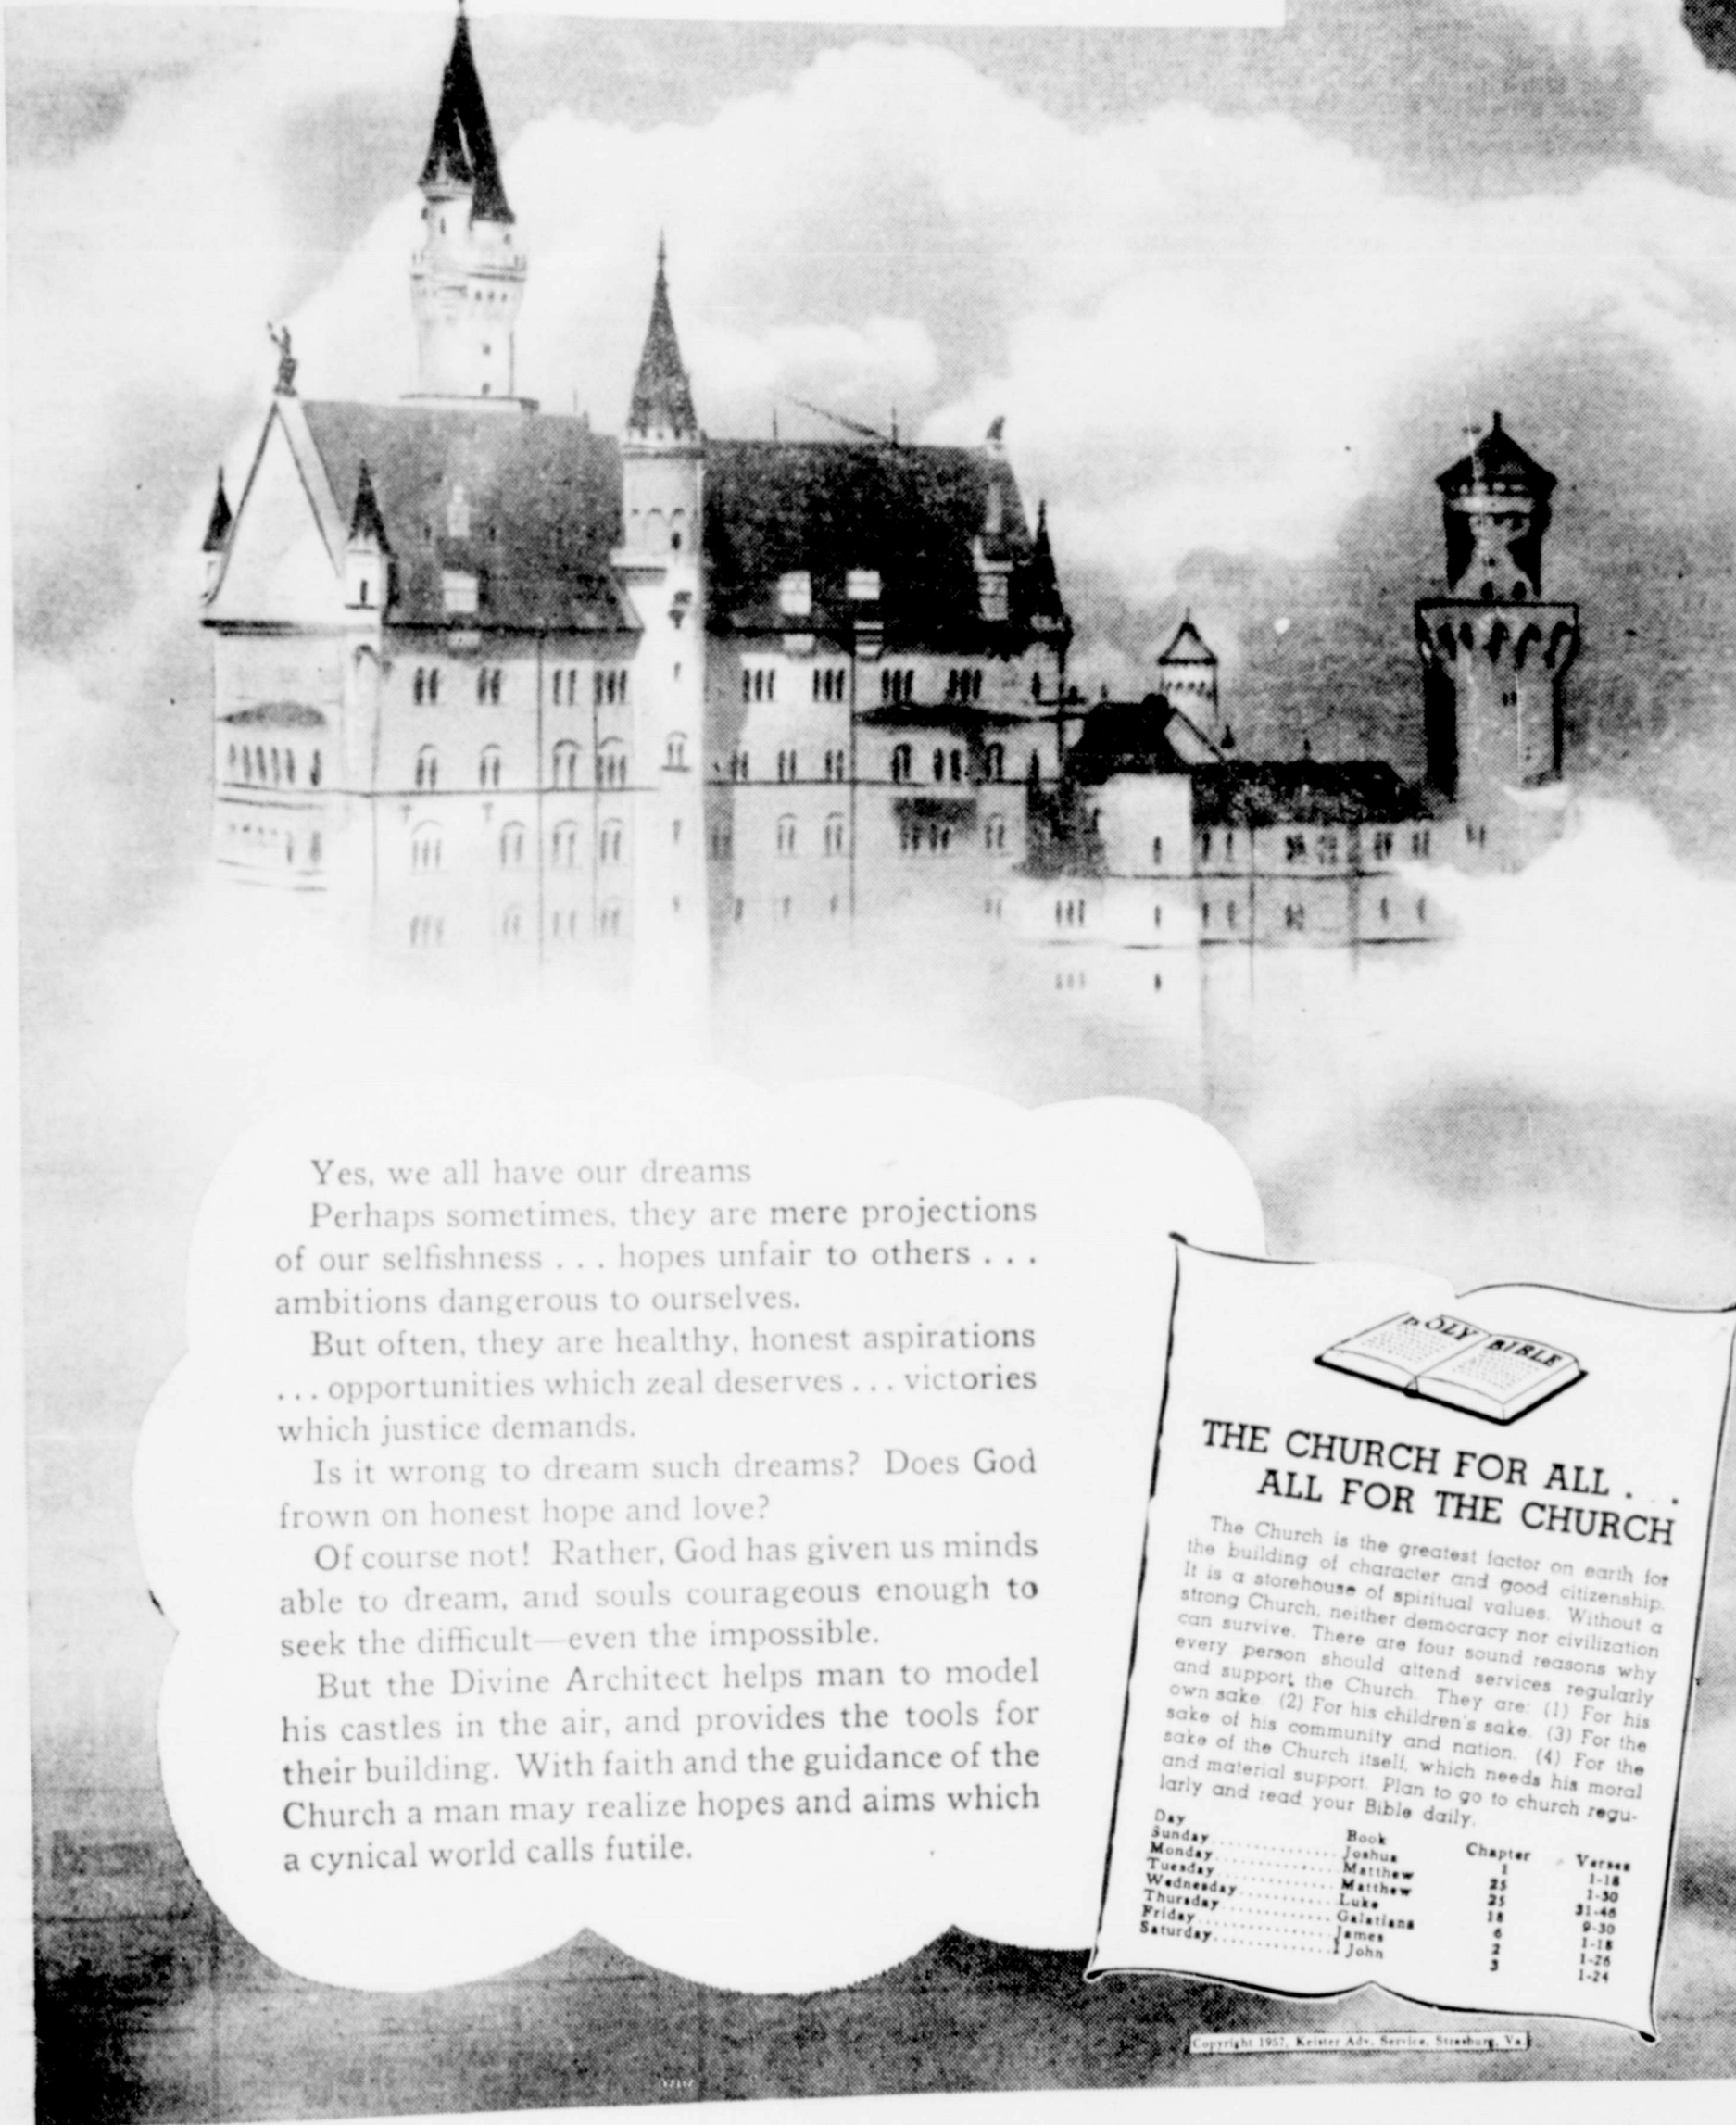 Yes, we all have our dreams
Perhaps sometimes, they are mere projections
of our selfishness . . . hopes unfair to others . . .
ambitions dangerous to ourselves.
But often, they are healthy, honest aspirations
. . . opportunities which zeal deserves . . . victories
which justice demands.
Is it wrong to dream such dreams? Does God
frown on honest hope and love?
Of course not! Rather, God has given us minds
able to dream, and souls courageous enough to
seek the difficult—even the impossible.
But the Divine Architect helps man to model
his castles in the air, and provides the tools for
their building. With faith and the guidance of the
Church a man may realize hopes and aims which
a cynical world calls futile.
HOLY BIBLE
THE CHURCH FOR ALL . . .
ALL FOR THE CHURCH
The Church is the greatest factor on earth for
the building of character and good citizenship.
It is a storehouse of spiritual values. Without a
strong Church, neither democracy nor civilization
can survive. There are four sound reasons why
every person should attend services regularly
and support the Church. They are: (1) For his
own sake. (2) For his children's sake. (3) For the
sake of his community and nation. (4) For the
sake of the Church itself, which needs his moral
and material support. Plan to go to church regu-
larly and read your Bible daily.
Day Book Chapter Verses
Sunday Joshua 1 1-18
Monday Matthew 25 1-30
Tuesday Matthew 25 31-46
Wednesday Luke 18 9-30
Thursday Galatians 6 1-18
Friday James 2 1-26
Saturday 1 John 3 1-24
Copyright 1957, Keister Adv. Service, Strasburg, Va.